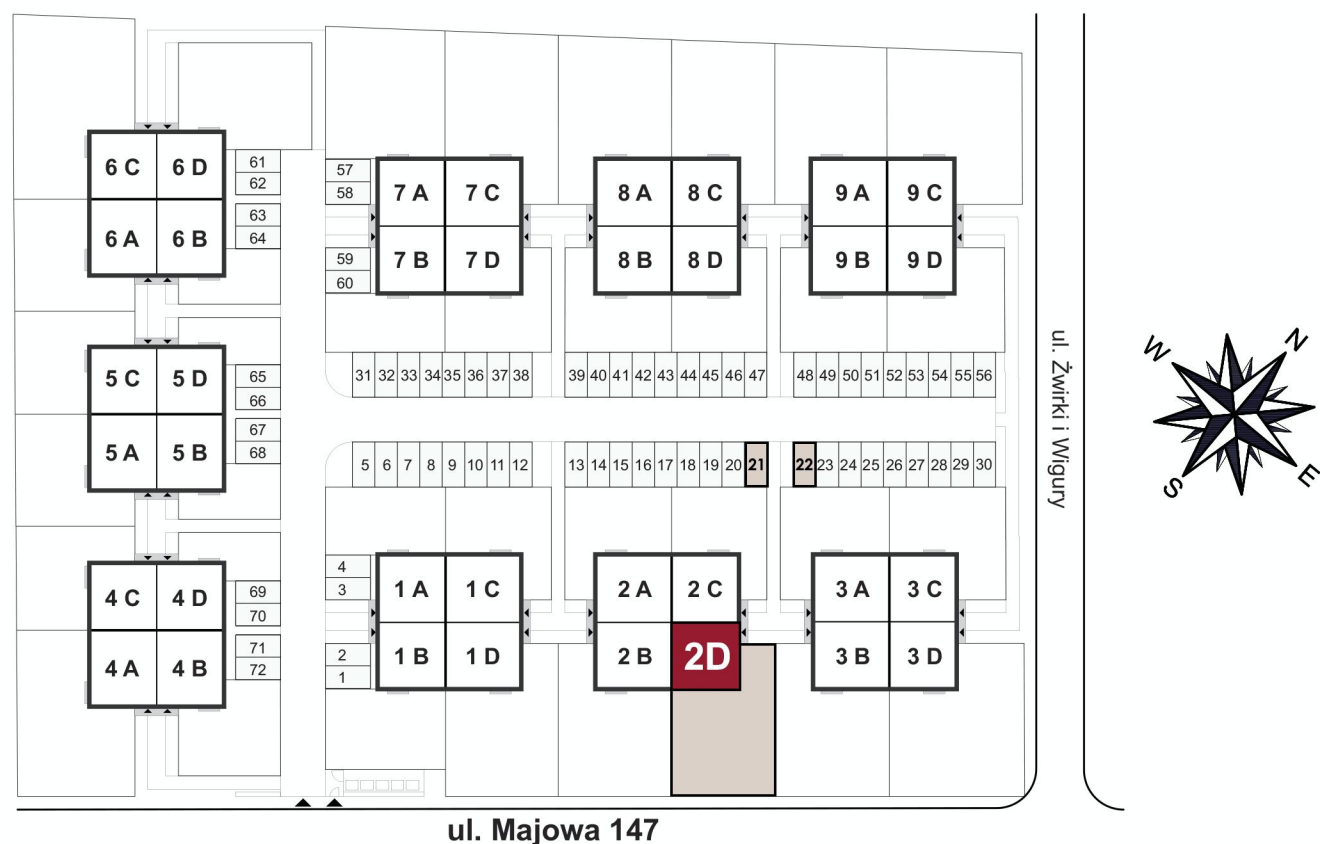 6 C 6 D
6 A 6 B
61
62
63
64
57
58
59
60
7 A 7 C
7 B 7 D
8 A 8 C
8 B 8 D
9 A 9 C
9 B 9 D
5 C 5 D
5 A 5 B
65
66
67
68
31 32 33 34 35 36 37 38
39 40 41 42 43 44 45 46 47
48 49 50 51 52 53 54 55 56
5 6 7 8 9 10 11 12
13 14 15 16 17 18 19 20 21
22 23 24 25 26 27 28 29 30
ul. Żwirki i Wigury
W N
S E
4 C 4 D
4 A 4 B
69
70
71
72
4
3
2
1
1 A 1 C
1 B 1 D
2 A 2 C
2 B 2D
3 A 3 C
3 B 3 D
ul. Majowa 147